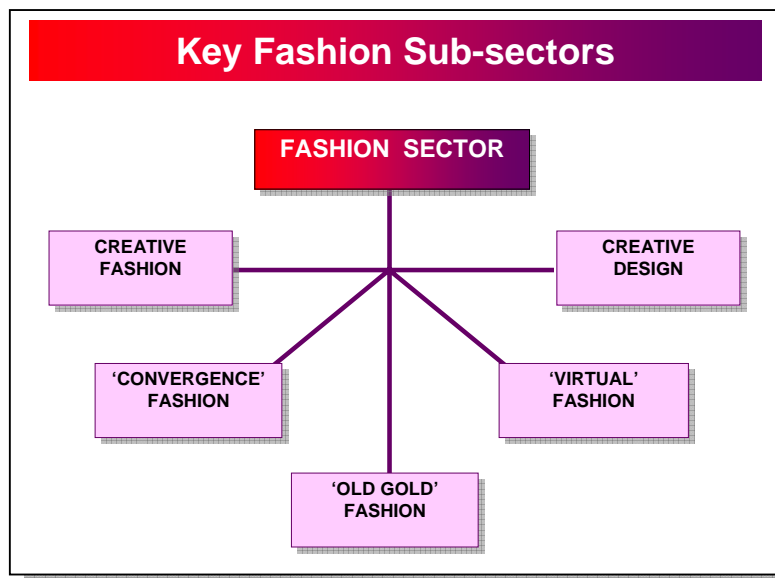 Key Fashion Sub-sectors
FASHION SECTOR
CREATIVE
FASHION
CREATIVE
DESIGN
‘CONVERGENCE’
FASHION
‘VIRTUAL’
FASHION
‘OLD GOLD’
FASHION